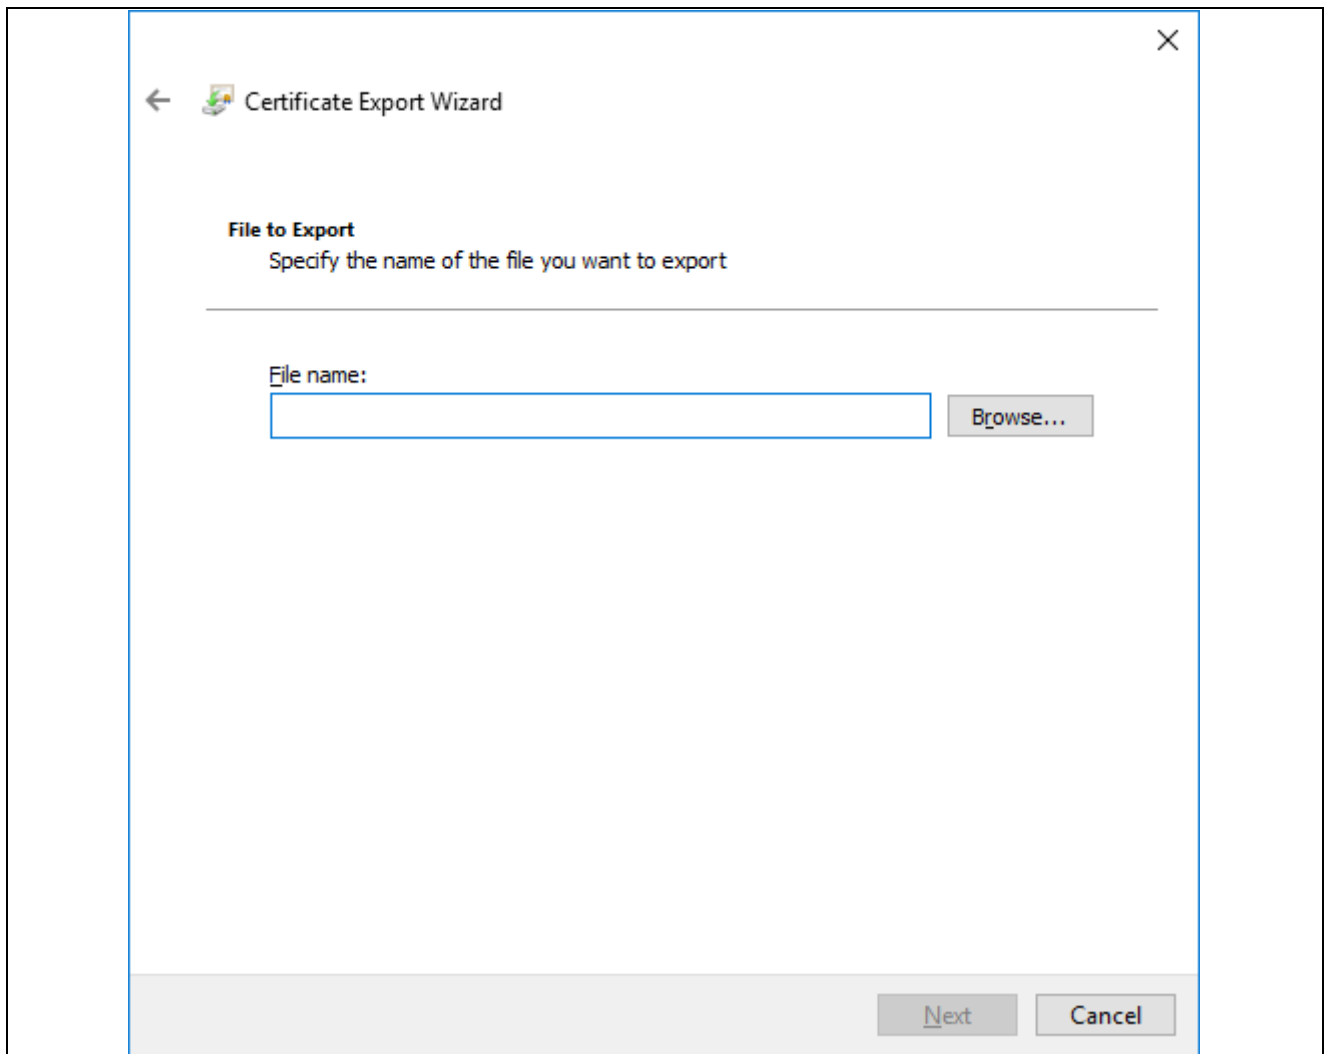 Certificate Export Wizard
File to Export
Specify the name of the file you want to export
File name:
Browse...
Next
Cancel